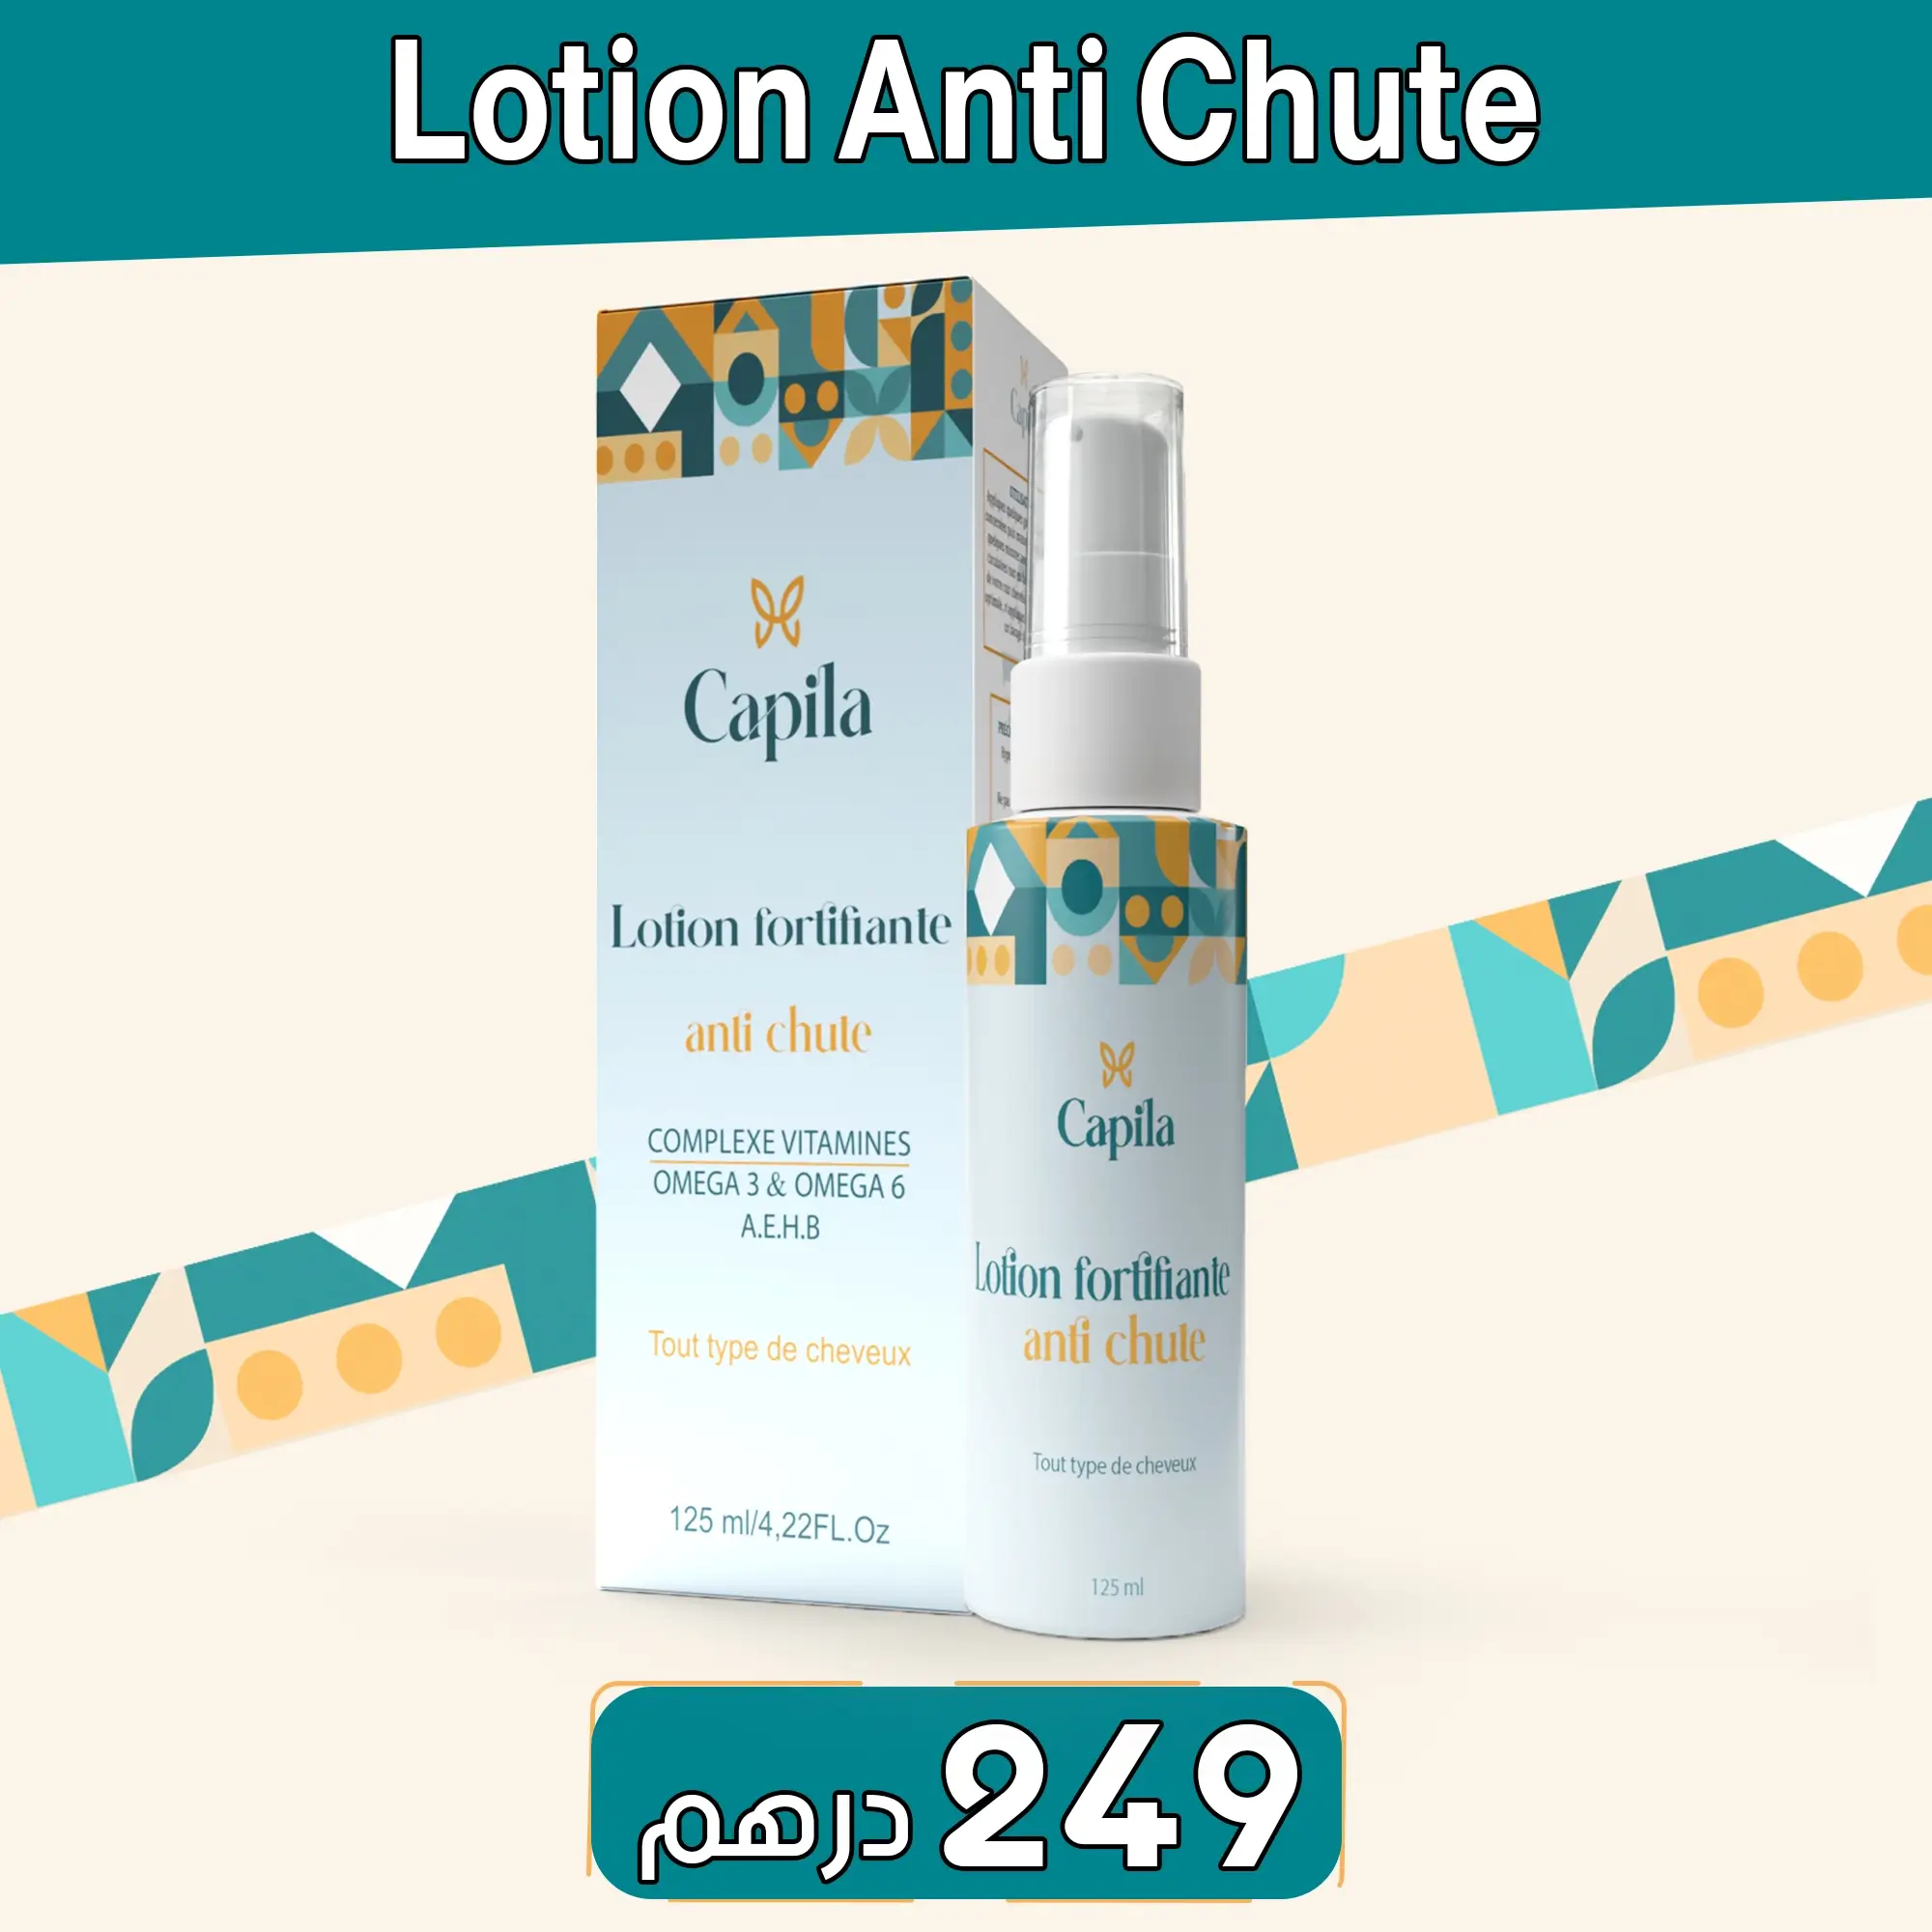 Lotion Anti Chute
Capila
Lotion fortifiante
anti chute
COMPLEXE VITAMINES
OMEGA 3 & OMEGA 6
A.E.H.B
Tout type de cheveux
125 ml/4,22FL.Oz
Capila
Lotion fortifiante
anti chute
Tout type de cheveux
125 ml
249 درهم